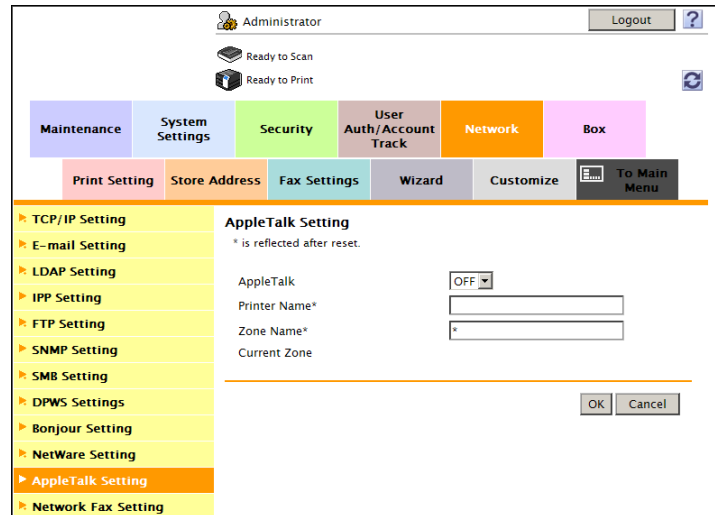 Administrator
Logout
?
Ready to Scan
Ready to Print
Maintenance
System
Settings
Security
User
Auth/Account
Track
Network
Box
Print Setting
Store Address
Fax Settings
Wizard
Customize
To Main
Menu
TCP/IP Setting
E-mail Setting
LDAP Setting
IPP Setting
FTP Setting
SNMP Setting
SMB Setting
DPWS Settings
Bonjour Setting
NetWare Setting
AppleTalk Setting
Network Fax Setting
AppleTalk Setting
* is reflected after reset.
AppleTalk OFF
Printer Name*
Zone Name* *
Current Zone
OK Cancel